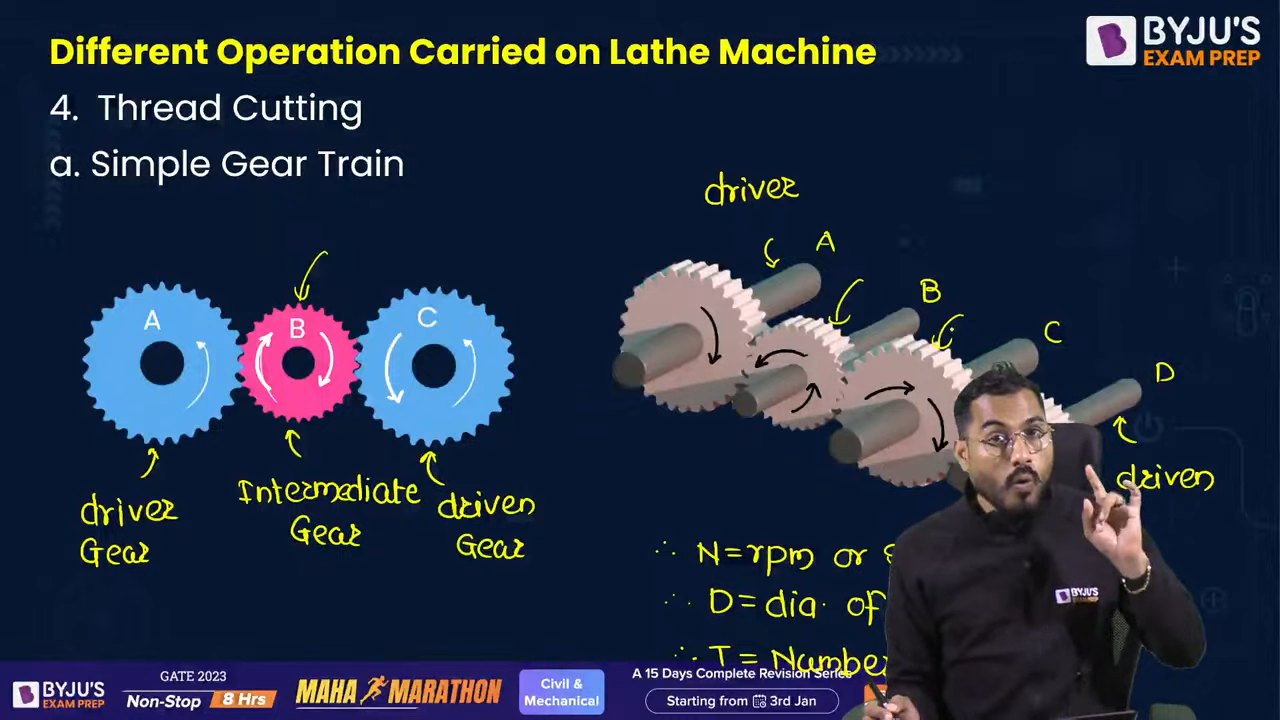 Different Operation Carried on Lathe Machine
BYJU'S
EXAM PREP
4. Thread Cutting
a. Simple Gear Train
driver
A
B
C
D
A
B
C
driver
Gear
Intermediate
Gear
driven
Gear
driven
∴ N=rpm or
∴ D=dia. of
∴ T=Number
BYJU'S
BYJU'S
EXAM PREP
GATE 2023
Non-Stop 8 Hrs
MAHA MARATHON
Civil &
Mechanical
A 15 Days Complete Revision Series
Starting from 3rd Jan